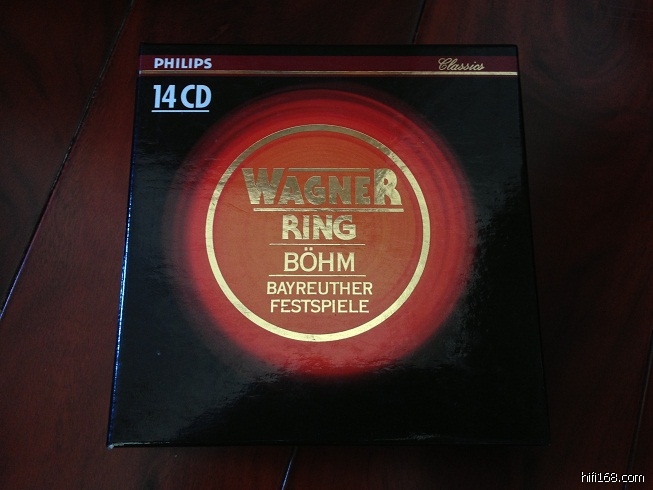 PHILIPS
Classics
14 CD
WAGNER
RING
BÖHM
BAYREUTHER
FESTSPIELE
hifi168.com